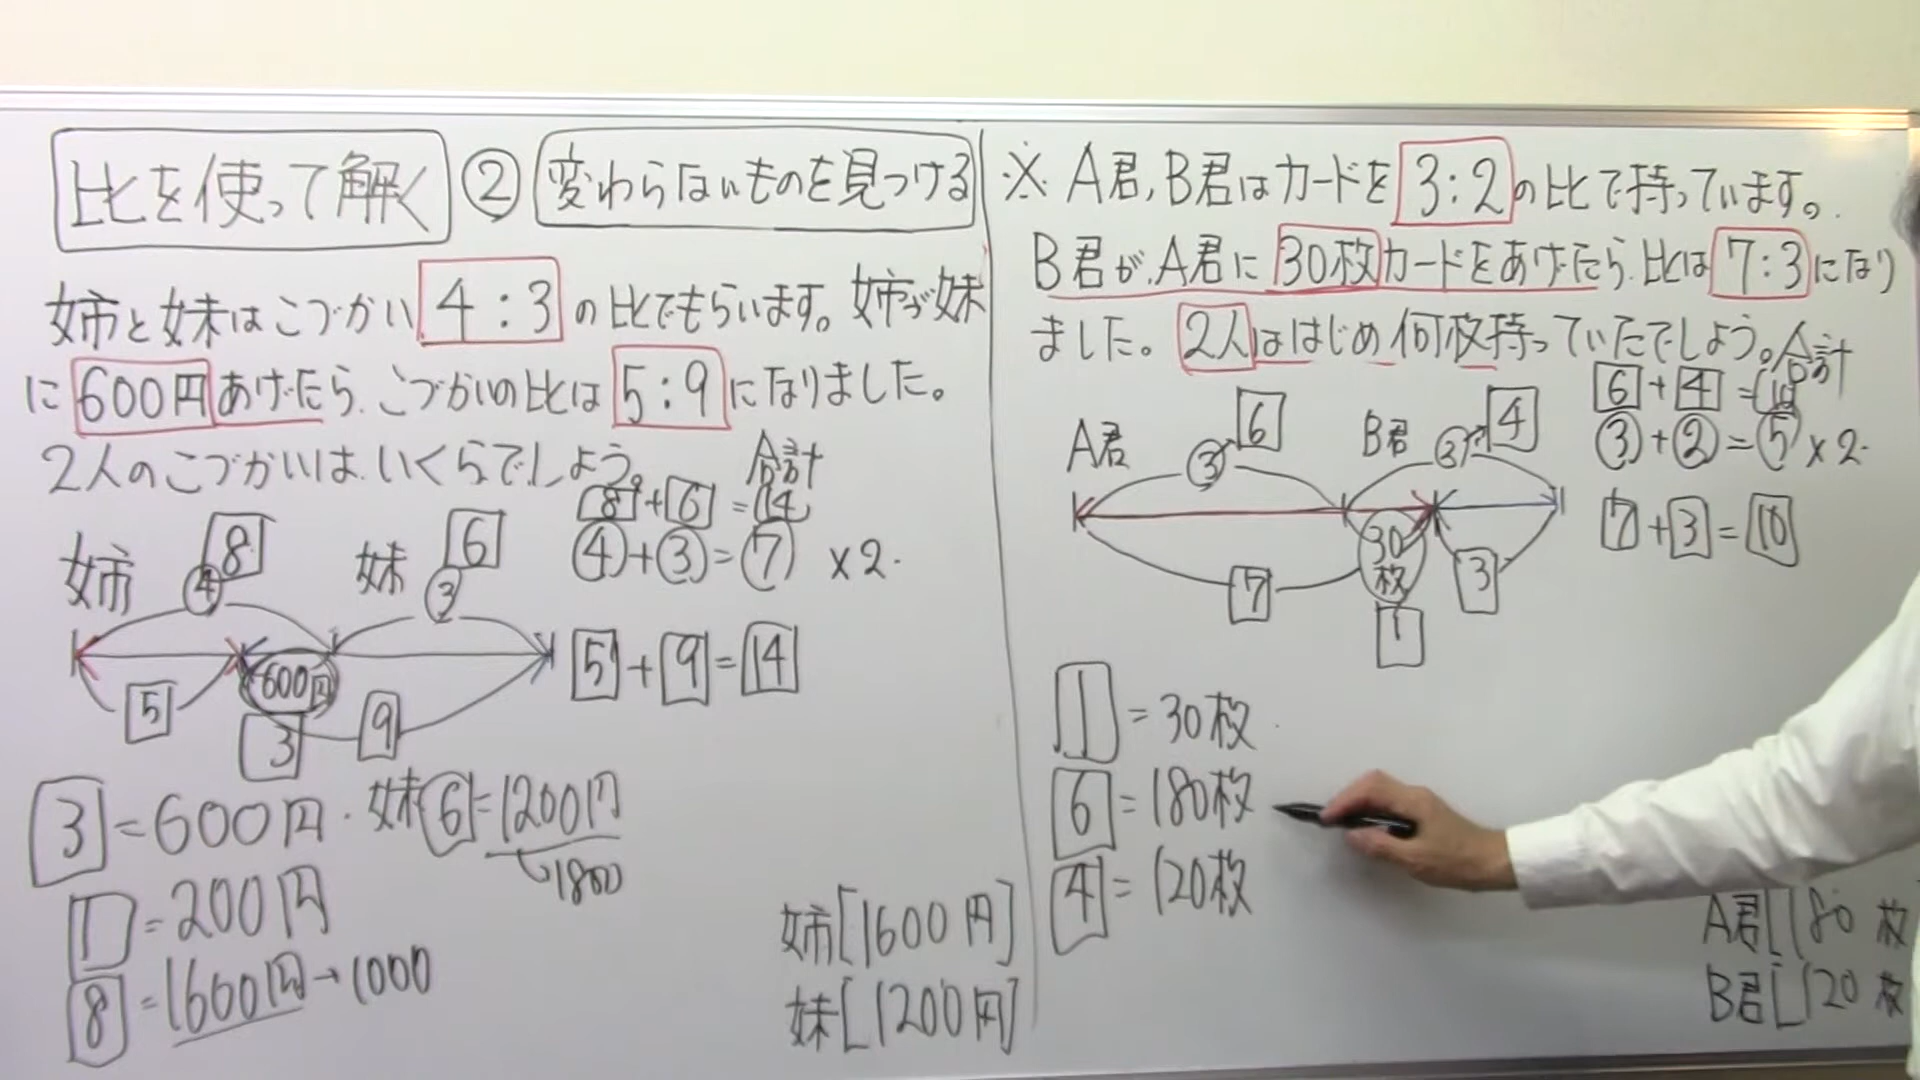 比を使って解く ② 変わらないものを見つける
姉と妹はこづかい 4:3 の比でもらいます。姉が妹
に 600円 あげたら、こづかいの比は 5:9 になりました。
2人のこづかいは、いくらでしょう。
合計
8+6=14
④+③=⑦ ×2
5+9=14
姉 8
④
妹 6
③
600円
5
3
9
3=600円
妹6=1200円
→1800
1=200円
8=1600円→1000
姉[1600円]
妹[1200円]
※ A君,B君はカードを 3:2 の比で持っています。
B君が、A君に 30枚 カードをあげたら、比は 7:3 になり
ました。2人ははじめ何枚持っていたでしょう。
合計
6+4=10
③+②=⑤×2
7+3=10
A君 6
③
B君 4
③
30枚
7
3
1
1=30枚
6=180枚
4=120枚
A君[180枚
B君[120枚